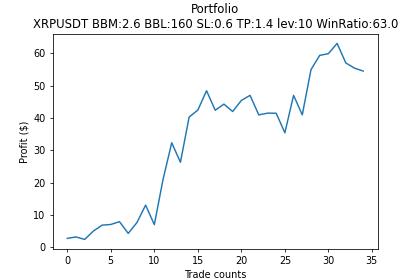 Portfolio
XRPUSDT BBM:2.6 BBL:160 SL:0.6 TP:1.4 lev:10 WinRatio:63.0
Profit ($)
60
50
40
30
20
10
0
0 5 10 15 20 25 30 35
Trade counts